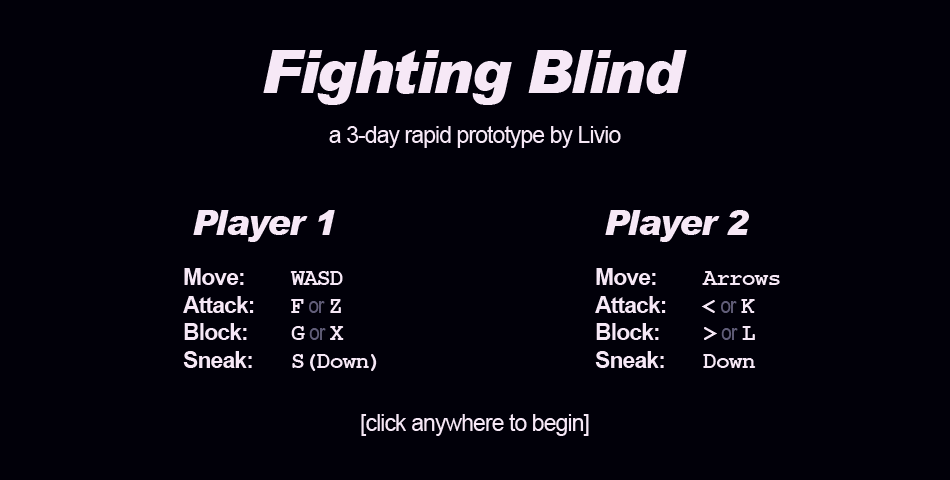 Fighting Blind
a 3-day rapid prototype by Livio
Player 1
Move: WASD
Attack: F or Z
Block: G or X
Sneak: S(Down)
Player 2
Move: Arrows
Attack: < or K
Block: > or L
Sneak: Down
[click anywhere to begin]